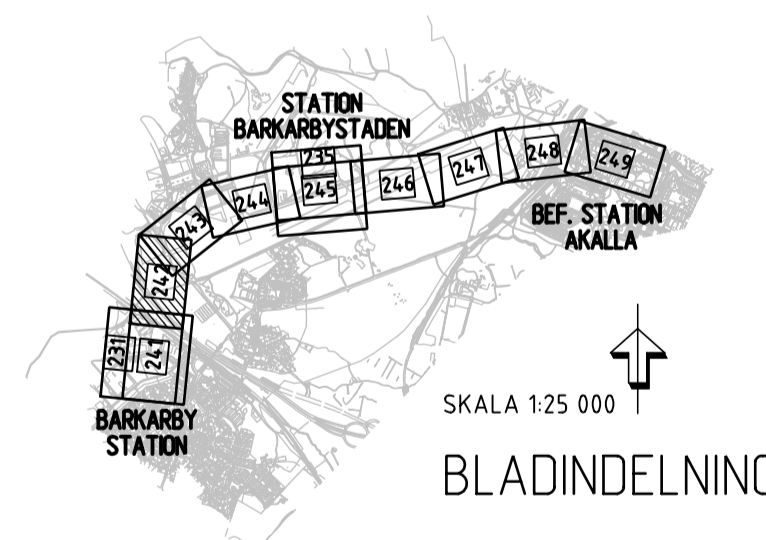 STATION
BARKARBYSTADEN
235
245
246
247
248
249
244
243
242
BEF. STATION
AKALLA
231
241
BARKARBY
STATION
SKALA 1:25 000
BLADINDELNING